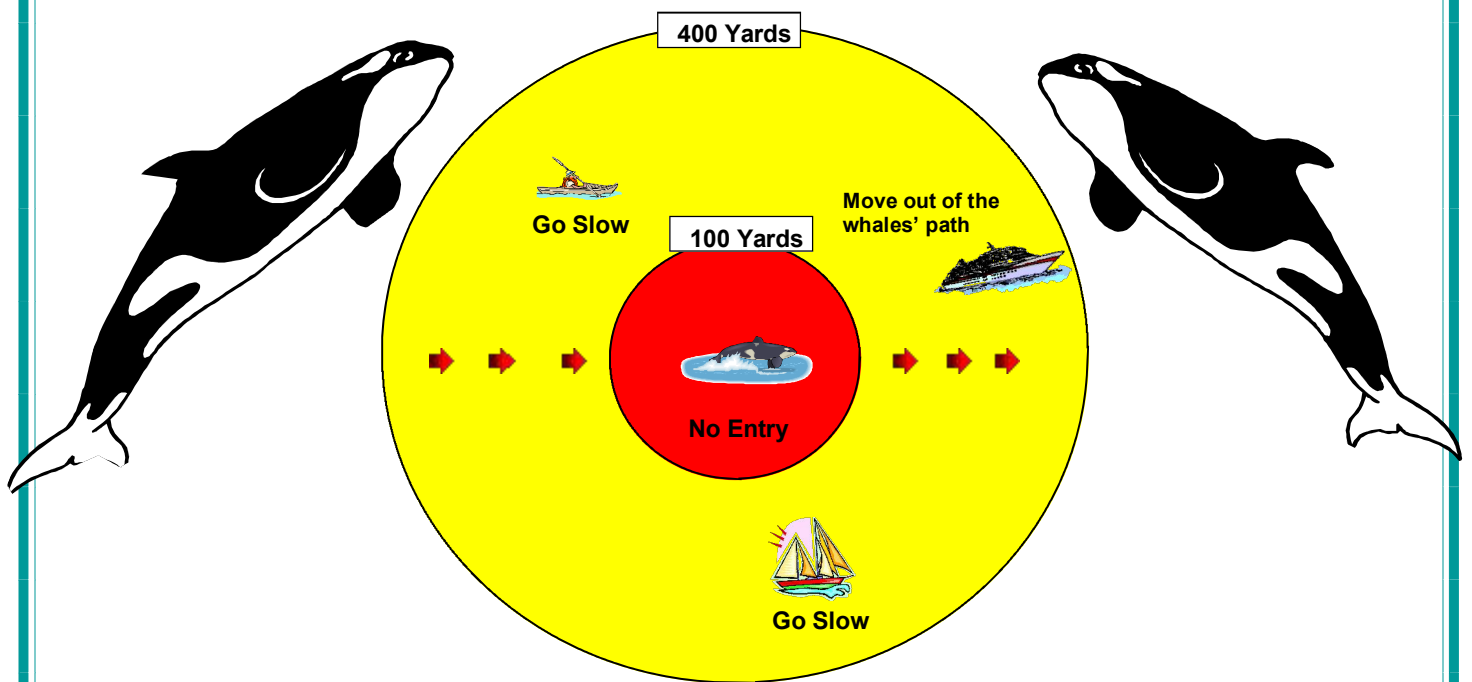 400 Yards
Move out of the
whales’ path
Go Slow
100 Yards
No Entry
Go Slow